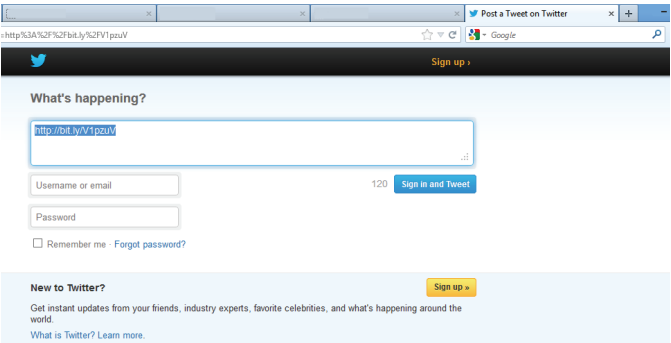 Post a Tweet on Twitter
=http%3A%2F%2Fbit.ly%2FV1pzuV
Google
Sign up ›
What's happening?
http://bit.ly/V1pzuV
Username or email
120 Sign in and Tweet
Password
Remember me · Forgot password?
New to Twitter? Sign up »
Get instant updates from your friends, industry experts, favorite celebrities, and what's happening around the
world.
What is Twitter? Learn more.